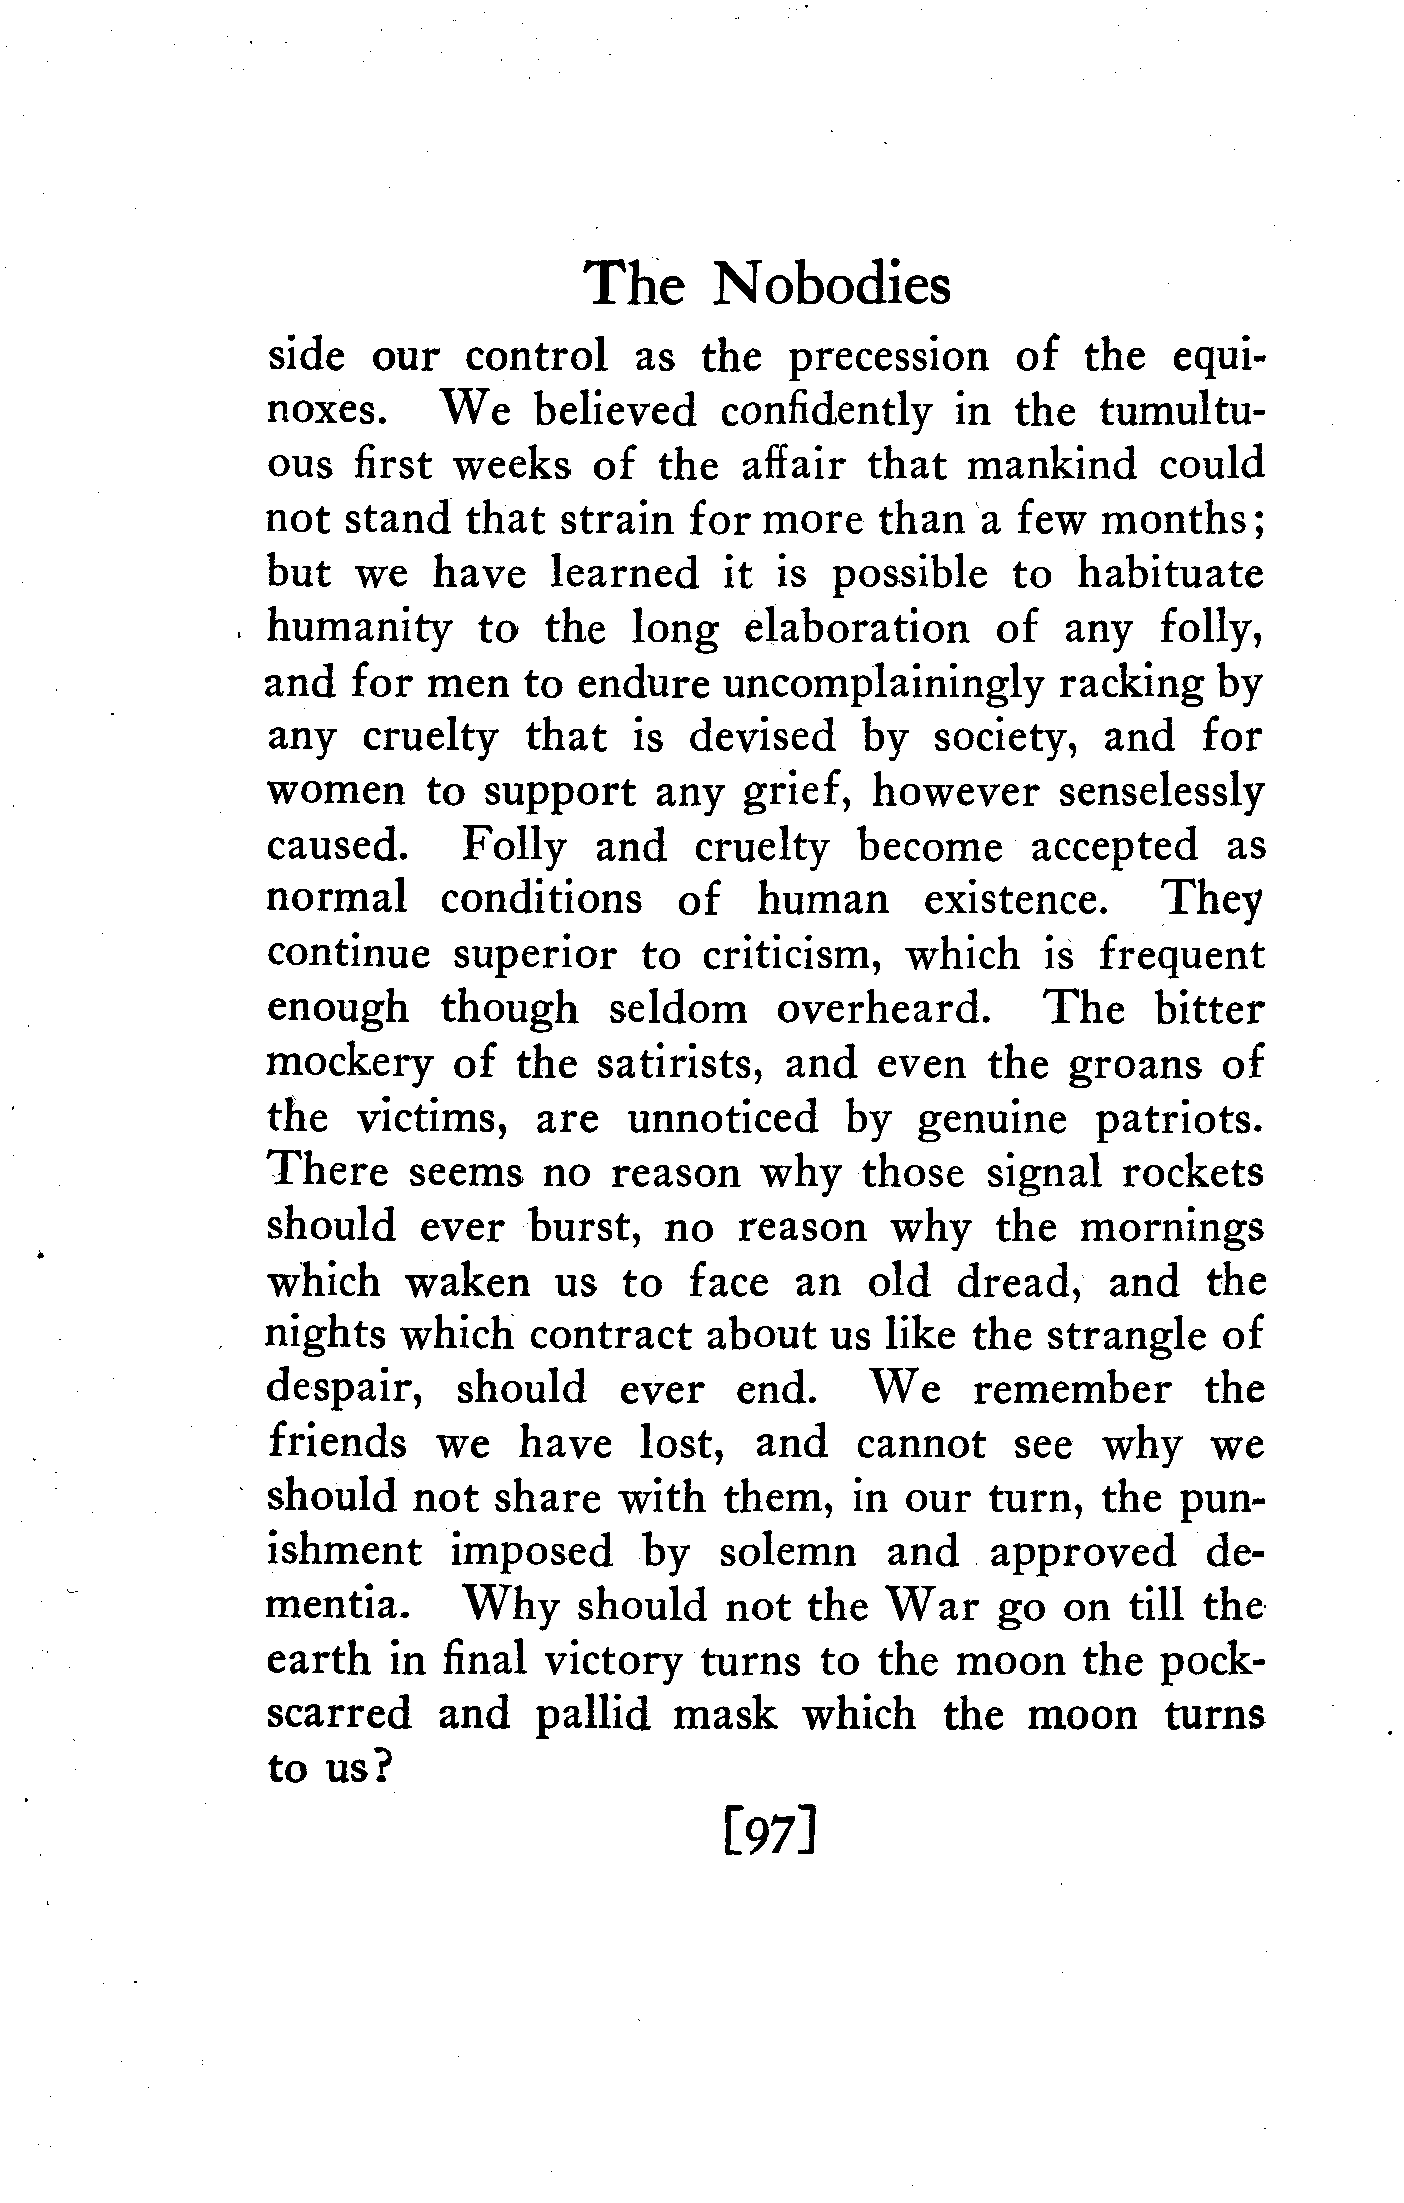 The Nobodies
side our control as the precession of the equi-
noxes. We believed confidently in the tumultu-
ous first weeks of the affair that mankind could
not stand that strain for more than a few months;
but we have learned it is possible to habituate
humanity to the long elaboration of any folly,
and for men to endure uncomplainingly racking by
any cruelty that is devised by society, and for
women to support any grief, however senselessly
caused. Folly and cruelty become accepted as
normal conditions of human existence. They
continue superior to criticism, which is frequent
enough though seldom overheard. The bitter
mockery of the satirists, and even the groans of
the victims, are unnoticed by genuine patriots.
There seems no reason why those signal rockets
should ever burst, no reason why the mornings
which waken us to face an old dread, and the
nights which contract about us like the strangle of
despair, should ever end. We remember the
friends we have lost, and cannot see why we
should not share with them, in our turn, the pun-
ishment imposed by solemn and approved de-
mentia. Why should not the War go on till the
earth in final victory turns to the moon the pock-
scarred and pallid mask which the moon turns
to us?
[97]